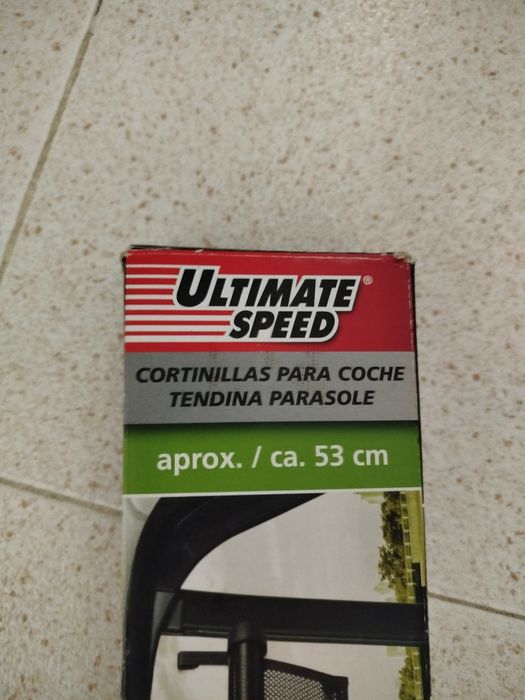 ULTIMATE ®
SPEED
CORTINILLAS PARA COCHE
TENDINA PARASOLE
aprox. / ca. 53 cm